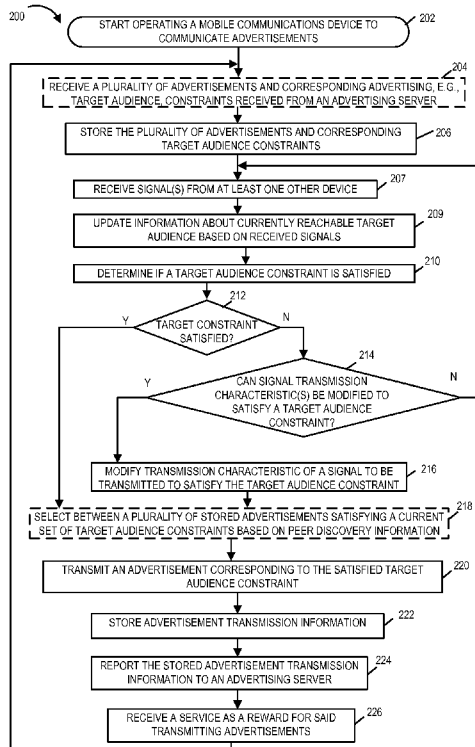 200
START OPERATING A MOBILE COMMUNICATIONS DEVICE TO
COMMUNICATE ADVERTISEMENTS
202
204
RECEIVE A PLURALITY OF ADVERTISEMENTS AND CORRESPONDING ADVERTISING, E.G.,
TARGET AUDIENCE, CONSTRAINTS RECEIVED FROM AN ADVERTISING SERVER
STORE THE PLURALITY OF ADVERTISEMENTS AND CORRESPONDING
TARGET AUDIENCE CONSTRAINTS
206
207
RECEIVE SIGNAL(S) FROM AT LEAST ONE OTHER DEVICE
209
UPDATE INFORMATION ABOUT CURRENTLY REACHABLE TARGET
AUDIENCE BASED ON RECEIVED SIGNALS
210
DETERMINE IF A TARGET AUDIENCE CONSTRAINT IS SATISFIED
212
Y
TARGET CONSTRAINT
SATISFIED?
N
214
Y
CAN SIGNAL TRANSMISSION
CHARACTERISTIC(S) BE MODIFIED TO
SATISFY A TARGET AUDIENCE
CONSTRAINT?
N
MODIFY TRANSMISSION CHARACTERISTIC OF A SIGNAL TO BE
TRANSMITTED TO SATISFY THE TARGET AUDIENCE CONSTRAINT
216
SELECT BETWEEN A PLURALITY OF STORED ADVERTISEMENTS SATISFYING A CURRENT
SET OF TARGET AUDIENCE CONSTRAINTS BASED ON PEER DISCOVERY INFORMATION
218
TRANSMIT AN ADVERTISEMENT CORRESPONDING TO THE SATISFIED TARGET
AUDIENCE CONSTRAINT
220
STORE ADVERTISEMENT TRANSMISSION INFORMATION
222
REPORT THE STORED ADVERTISEMENT TRANSMISSION
INFORMATION TO AN ADVERTISING SERVER
224
RECEIVE A SERVICE AS A REWARD FOR SAID
TRANSMITTING ADVERTISEMENTS
226